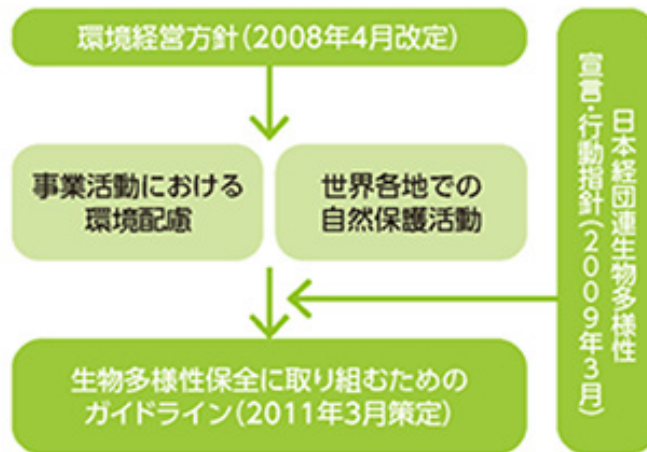 環境経営方針（2008年4月改定）
事業活動における
環境配慮
世界各地での
自然保護活動
生物多様性保全に取り組むための
ガイドライン（2011年3月策定）
日本経団連生物多様性
宣言・行動指針（2009年3月）